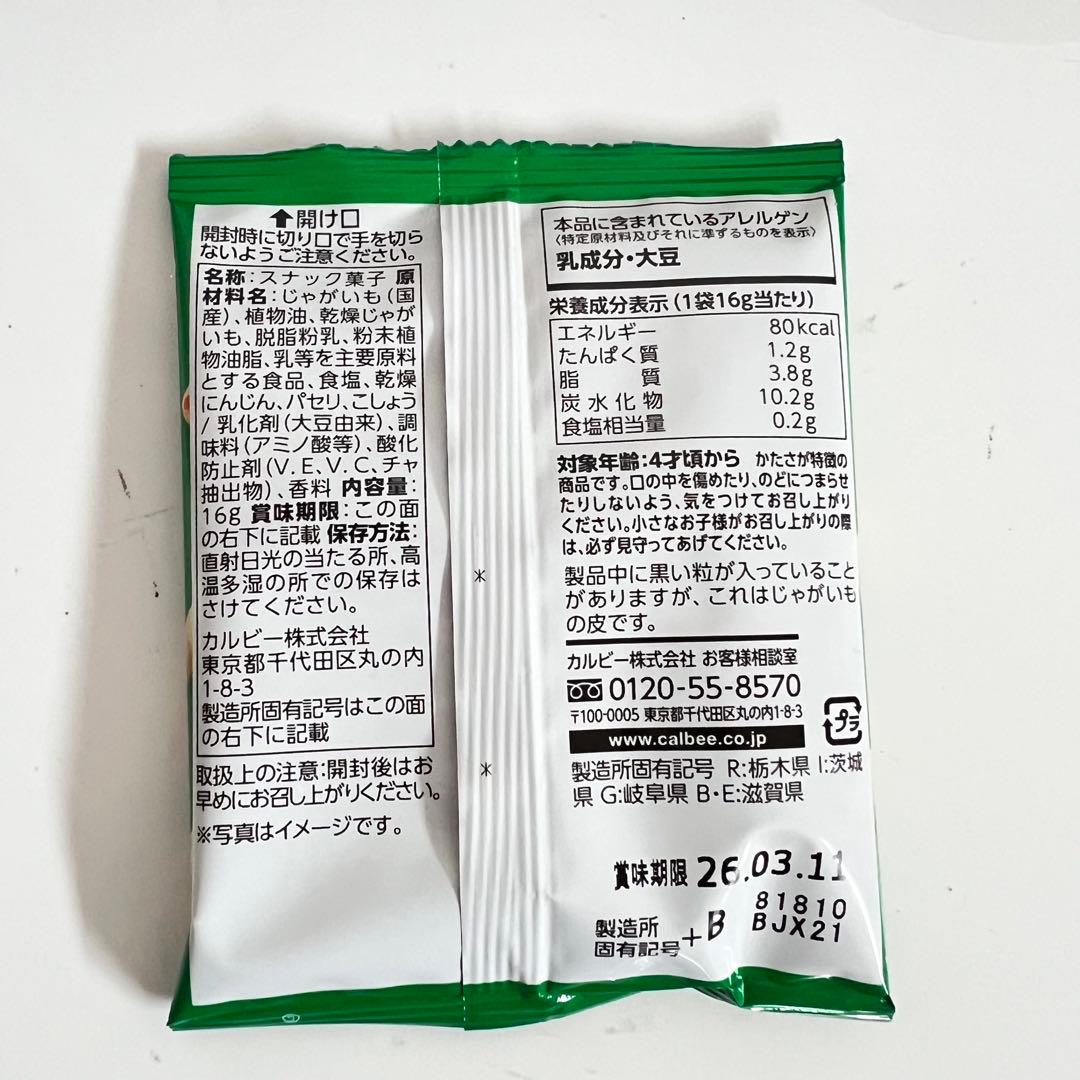 ⬆開け口
開封時に切り口で手を切ら
ないようご注意ください。
名称:スナック菓子 原
材料名:じゃがいも(国
産)、植物油、乾燥じゃが
いも、脱脂粉乳、粉末植
物油脂、乳等を主要原料
とする食品、食塩、乾燥
にんじん、パセリ、こしょう
/乳化剤(大豆由来)、調
味料(アミノ酸等)、酸化
防止剤(V.E、V.C、チャ
抽出物)、香料 内容量:
16g 賞味期限:この面
の右下に記載 保存方法:
直射日光の当たる所、高
温多湿の所での保存は
さけてください。
カルビー株式会社
東京都千代田区丸の内
1-8-3
製造所固有記号はこの面
の右下に記載
取扱上の注意:開封後はお
早めにお召し上がりください。
※写真はイメージです。
本品に含まれているアレルゲン
〈特定原材料及びそれに準ずるものを表示〉
乳成分・大豆
栄養成分表示(1袋16g当たり)
エネルギー 80kcal
たんぱく質 1.2g
脂質 3.8g
炭水化物 10.2g
食塩相当量 0.2g
対象年齢:4才頃から かたさが特徴の
商品です。口の中を傷めたり、のどにつまらせ
たりしないよう、気をつけてお召し上がり
ください。小さなお子様がお召し上がりの際
は、必ず見守ってあげてください。
製品中に黒い粒が入っていること
がありますが、これはじゃがいも
の皮です。
カルビー株式会社 お客様相談室
0120-55-8570
〒100-0005 東京都千代田区丸の内1-8-3
www.calbee.co.jp
プラ
製造所固有記号 R:栃木県 I:茨城
県 G:岐阜県 B・E:滋賀県
賞味期限 26.03.11
81810
製造所固有記号 +B BJX21